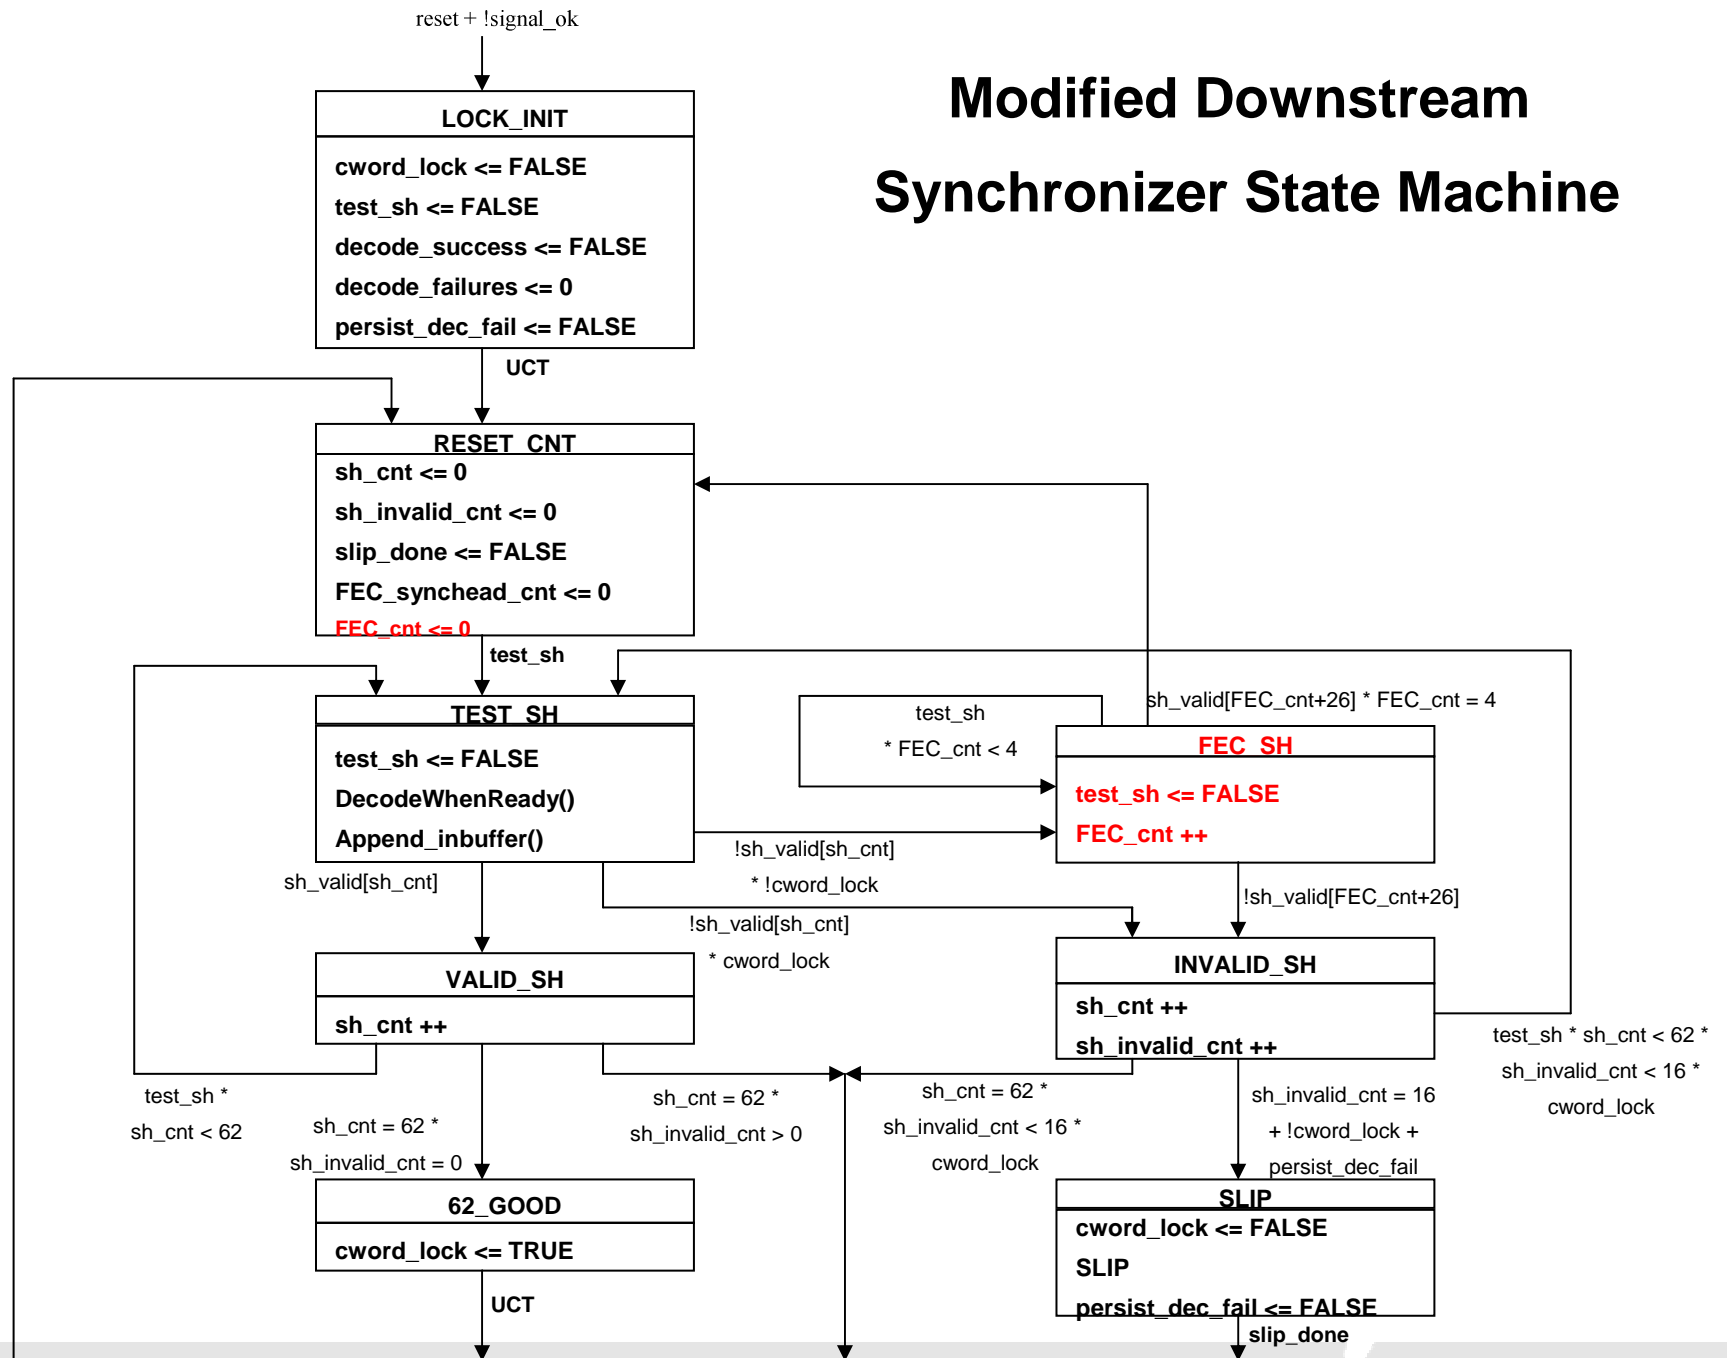 reset + !signal_ok
Modified Downstream
Synchronizer State Machine
LOCK_INIT
cword_lock <= FALSE
test_sh <= FALSE
decode_success <= FALSE
decode_failures <= 0
persist_dec_fail <= FALSE
UCT
RESET_CNT
sh_cnt <= 0
sh_invalid_cnt <= 0
slip_done <= FALSE
FEC_synchead_cnt <= 0
FEC_cnt <= 0
test_sh
TEST_SH
test_sh <= FALSE
DecodeWhenReady()
Append_inbuffer()
test_sh
* FEC_cnt < 4
sh_valid[FEC_cnt+26] * FEC_cnt = 4
FEC_SH
test_sh <= FALSE
FEC_cnt ++
sh_valid[sh_cnt]
!sh_valid[sh_cnt]
* !cword_lock
!sh_valid[sh_cnt]
* cword_lock
!sh_valid[FEC_cnt+26]
VALID_SH
sh_cnt ++
INVALID_SH
sh_cnt ++
sh_invalid_cnt ++
test_sh * sh_cnt < 62 *
sh_invalid_cnt < 16 *
cword_lock
test_sh *
sh_cnt < 62
sh_cnt = 62 *
sh_invalid_cnt = 0
sh_cnt = 62 *
sh_invalid_cnt > 0
sh_cnt = 62 *
sh_invalid_cnt < 16 *
cword_lock
sh_invalid_cnt = 16
+ !cword_lock +
persist_dec_fail
62_GOOD
cword_lock <= TRUE
UCT
SLIP
cword_lock <= FALSE
SLIP
persist_dec_fail <= FALSE
slip_done